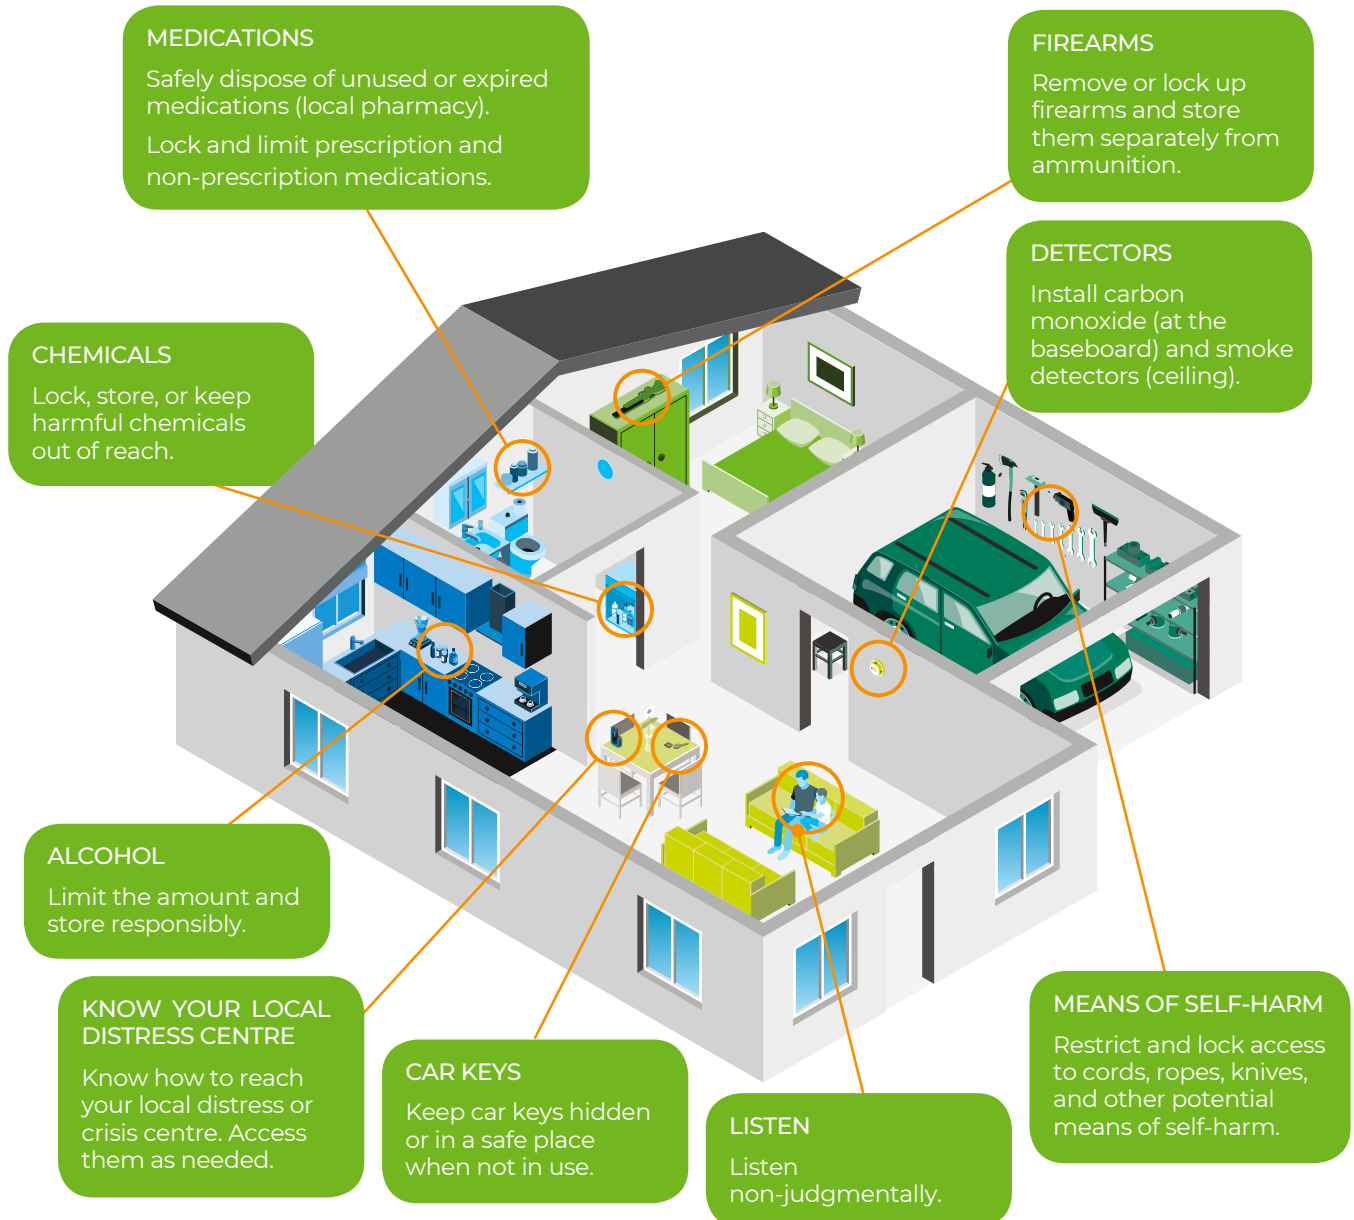 MEDICATIONS
Safely dispose of unused or expired
medications (local pharmacy).
Lock and limit prescription and
non-prescription medications.
FIREARMS
Remove or lock up
firearms and store
them separately from
ammunition.
DETECTORS
Install carbon
monoxide (at the
baseboard) and smoke
detectors (ceiling).
CHEMICALS
Lock, store, or keep
harmful chemicals
out of reach.
ALCOHOL
Limit the amount and
store responsibly.
KNOW YOUR LOCAL
DISTRESS CENTRE
Know how to reach
your local distress or
crisis centre. Access
them as needed.
CAR KEYS
Keep car keys hidden
or in a safe place
when not in use.
LISTEN
Listen
non-judgmentally.
MEANS OF SELF-HARM
Restrict and lock access
to cords, ropes, knives,
and other potential
means of self-harm.